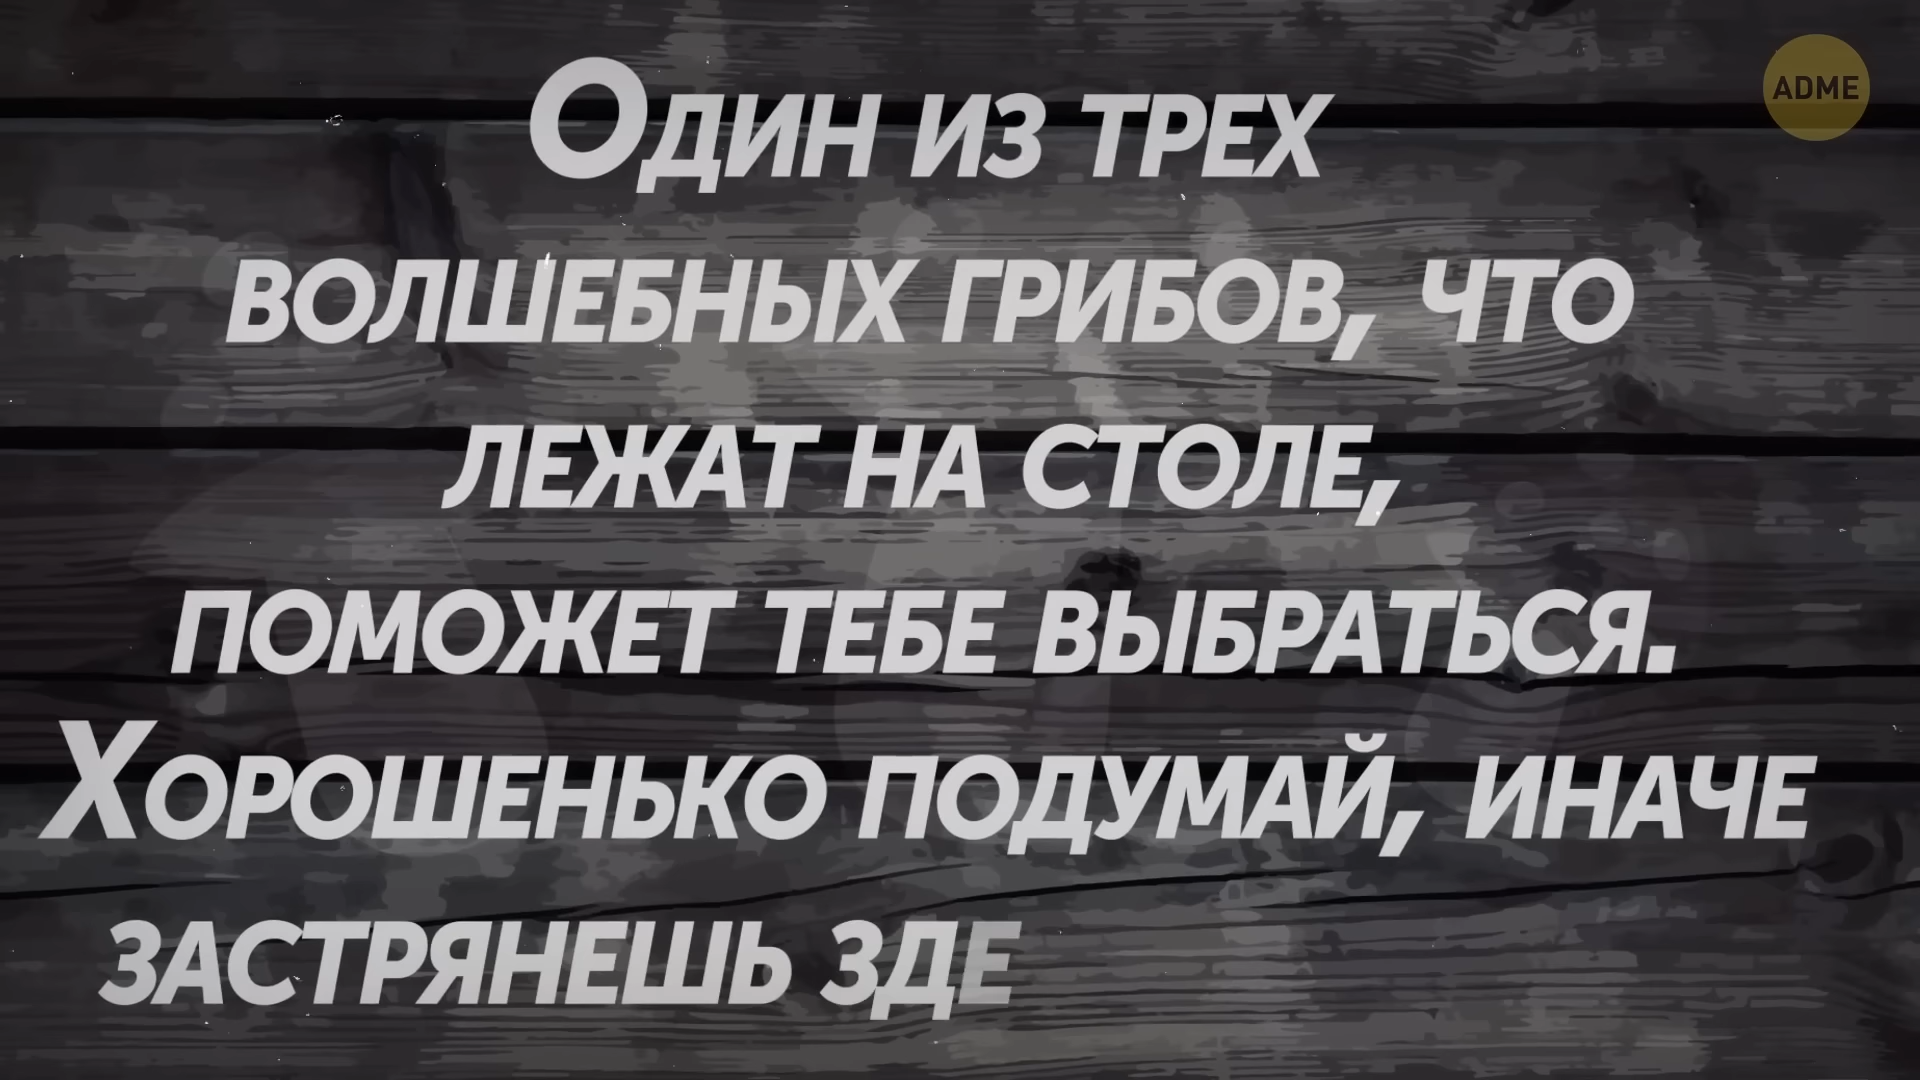 ADME
Один из трех
волшебных грибов, что
лежат на столе,
поможет тебе выбраться.
Хорошенько подумай, иначе
застрянешь зде